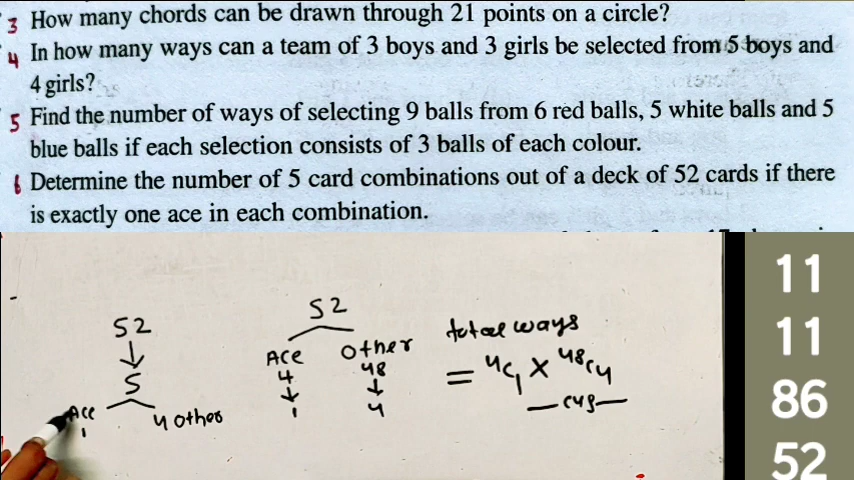 3 How many chords can be drawn through 21 points on a circle?
4 In how many ways can a team of 3 boys and 3 girls be selected from 5 boys and
4 girls?
5 Find the number of ways of selecting 9 balls from 6 red balls, 5 white balls and 5
blue balls if each selection consists of 3 balls of each colour.
6 Determine the number of 5 card combinations out of a deck of 52 cards if there
is exactly one ace in each combination.
52
5
Ace
1
4 Other
52
Ace Other
4 48
1 4
total ways
= ⁴C₁ × ⁴⁸C₄
11
11
86
52